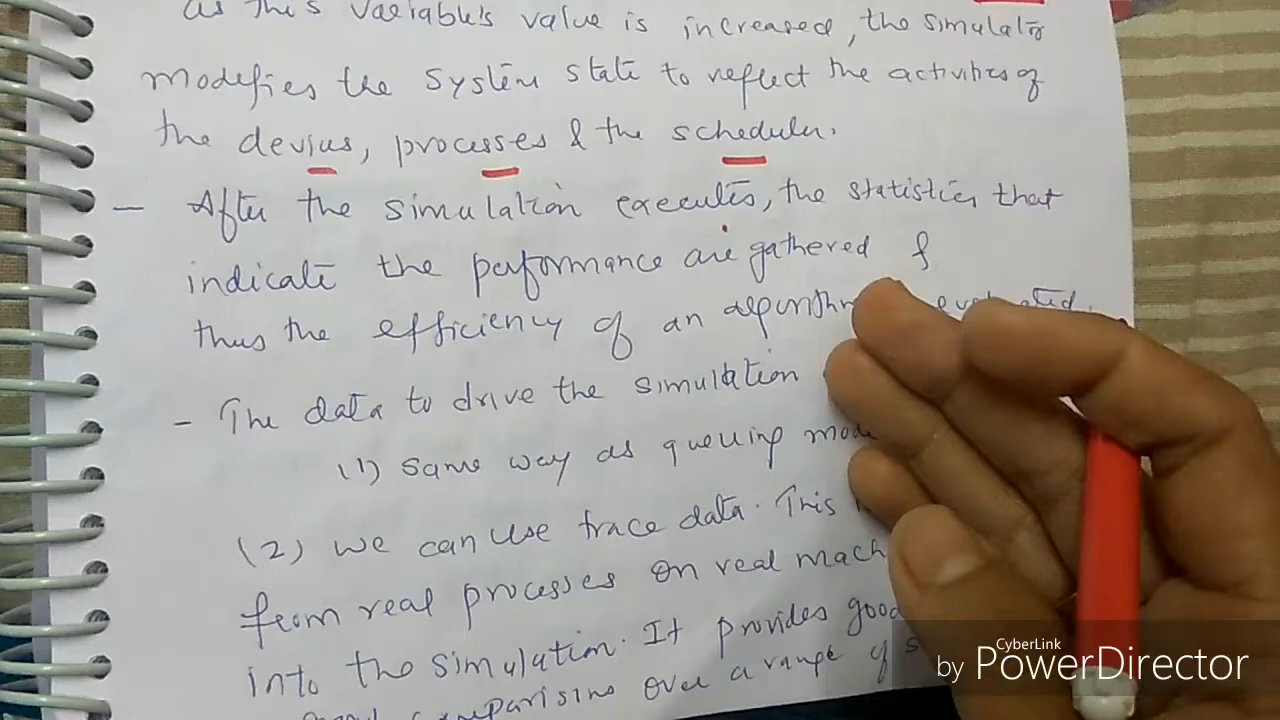 as this variable's value is increased, the simulator
modifies the system state to reflect the activities of
the devices, processes & the scheduler.
- After the simulation executes, the statistics that
indicate the performance are gathered &
thus the efficiency of an algorithm evaluated.
- The data to drive the simulation
(1) Same way as queuing
(2) we can use trace data. This
from real processes on real
into the simulation. It provides good
comparisins over a range of
CyberLink
by PowerDirector